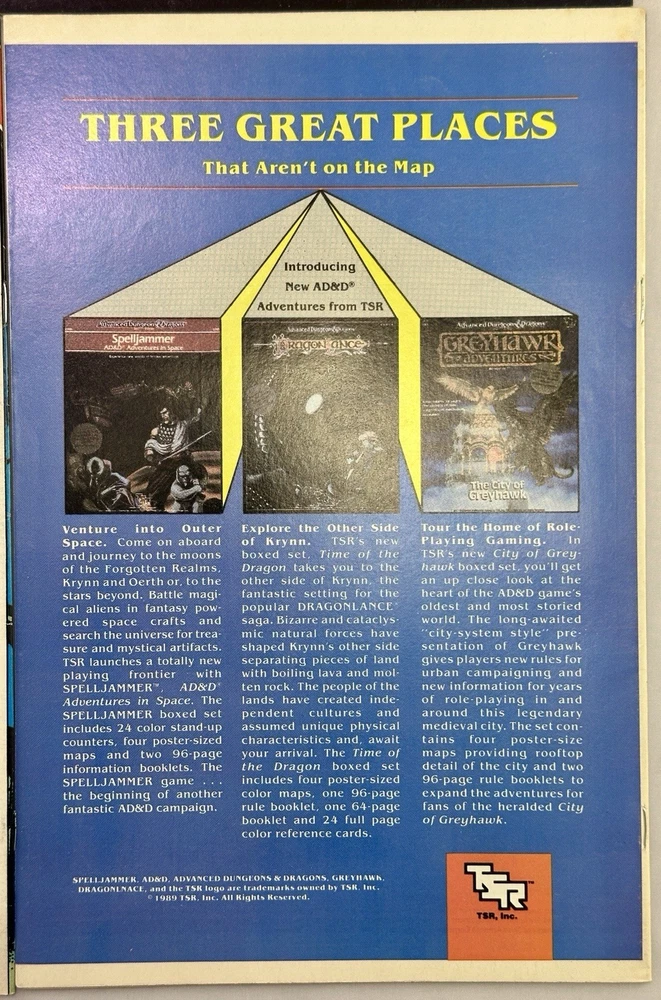 THREE GREAT PLACES
That Aren't on the Map
Introducing
New AD&D®
Adventures from TSR
Advanced Dungeons & Dragons
Spelljammer
AD&D® Adventures in Space
Advanced Dungeons & Dragons
DRAGONLANCE
Advanced Dungeons & Dragons
GREYHAWK
ADVENTURES
The City of
Greyhawk
Venture into Outer
Space. Come on aboard
and journey to the moons
of the Forgotten Realms,
Krynn and Oerth or, to the
stars beyond. Battle magi-
cal aliens in fantasy pow-
ered space crafts and
search the universe for trea-
sure and mystical artifacts.
TSR launches a totally new
playing frontier with
SPELLJAMMER™, AD&D®
Adventures in Space. The
SPELLJAMMER boxed set
includes 24 color stand-up
counters, four poster-sized
maps and two 96-page
information booklets. The
SPELLJAMMER game . . .
the beginning of another
fantastic AD&D campaign.
Explore the Other Side
of Krynn. TSR's new
boxed set, Time of the
Dragon takes you to the
other side of Krynn, the
fantastic setting for the
popular DRAGONLANCE®
saga. Bizarre and cataclys-
mic natural forces have
shaped Krynn's other side
separating pieces of land
with boiling lava and mol-
ten rock. The people of the
lands have created inde-
pendent cultures and
assumed unique physical
characteristics and, await
your arrival. The Time of
the Dragon boxed set
includes four poster-sized
color maps, one 96-page
rule booklet, one 64-page
booklet and 24 full page
color reference cards.
Tour the Home of Role-
Playing Gaming. In
TSR's new City of Grey-
hawk boxed set, you'll get
an up close look at the
heart of the AD&D game's
oldest and most storied
world. The long-awaited
"city-system style" pre-
sentation of Greyhawk
gives players new rules for
urban campaigning and
new information for years
of role-playing in and
around this legendary
medieval city. The set con-
tains four poster-size
maps providing rooftop
detail of the city and two
96-page rule booklets to
expand the adventures for
fans of the heralded City
of Greyhawk.
SPELLJAMMER, AD&D, ADVANCED DUNGEONS & DRAGONS, GREYHAWK,
DRAGONLNACE, and the TSR logo are trademarks owned by TSR, Inc.
© 1989 TSR, Inc. All Rights Reserved.
TSR™
TSR, Inc.